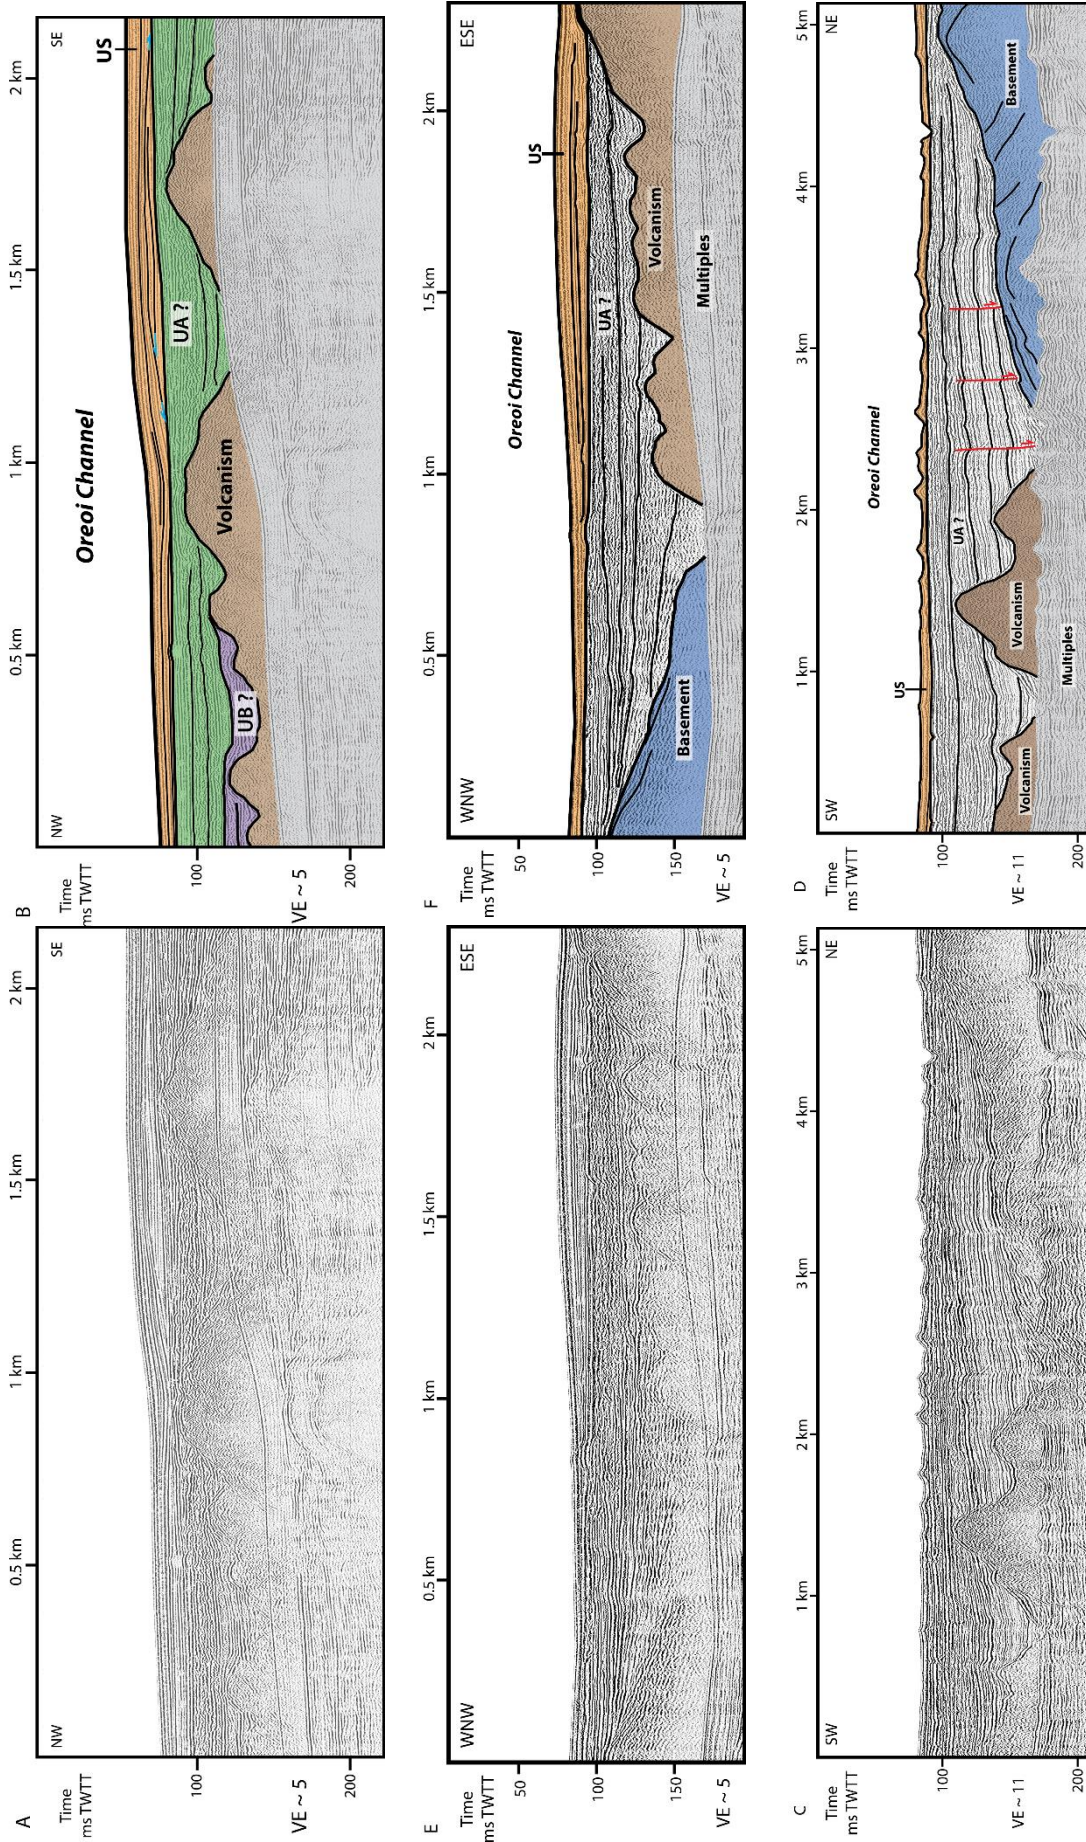 A
Time
ms TWTT
100
200
VE ~ 5
NW
SE
0.5 km
1 km
1.5 km
2 km
B
Time
ms TWTT
100
200
VE ~ 5
NW
SE
0.5 km
1 km
1.5 km
2 km
Oreoi Channel
US
UA ?
UB ?
Volcanism
E
Time
ms TWTT
50
100
150
VE ~ 5
WNW
ESE
0.5 km
1 km
1.5 km
2 km
F
Time
ms TWTT
50
100
150
VE ~ 5
WNW
ESE
0.5 km
1 km
1.5 km
2 km
Oreoi Channel
US
UA ?
Volcanism
Basement
Multiples
C
Time
ms TWTT
100
200
VE ~ 11
SW
NE
1 km
2 km
3 km
4 km
5 km
D
Time
ms TWTT
100
200
VE ~ 11
SW
NE
1 km
2 km
3 km
4 km
5 km
Oreoi Channel
US
UA ?
Volcanism
Volcanism
Basement
Multiples